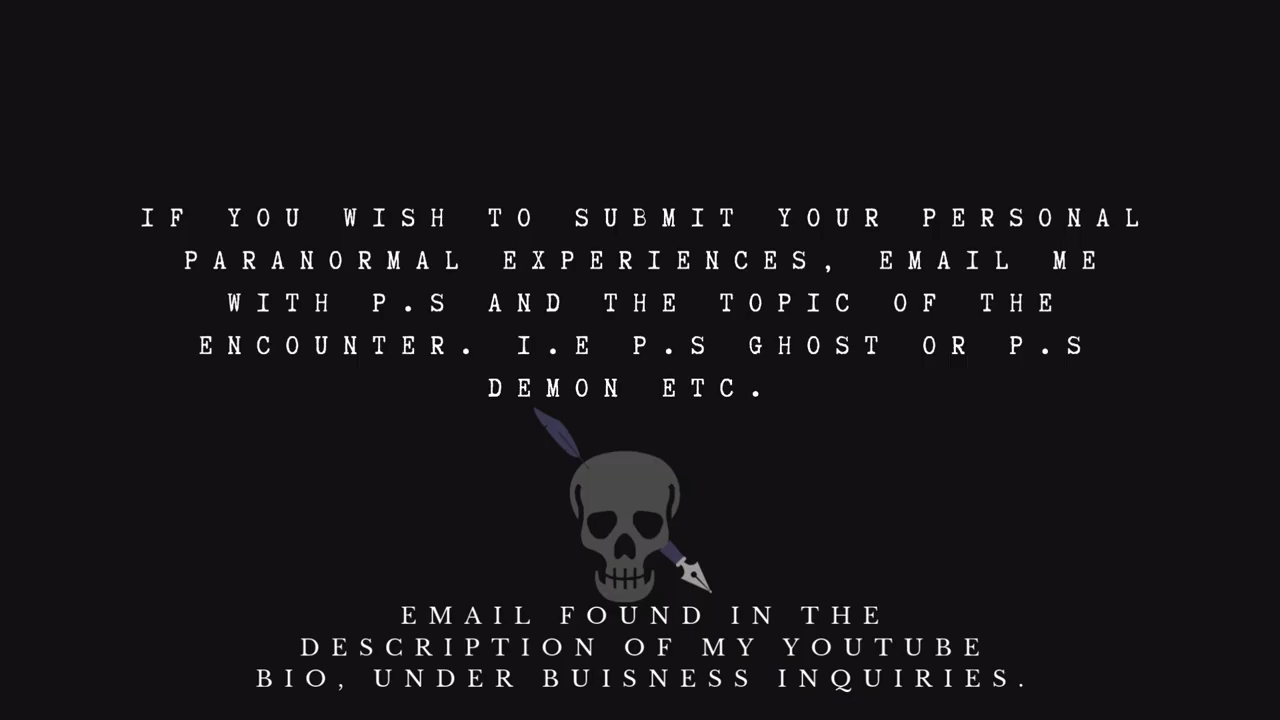 IF YOU WISH TO SUBMIT YOUR PERSONAL
PARANORMAL EXPERIENCES, EMAIL ME
WITH P.S AND THE TOPIC OF THE
ENCOUNTER. I.E P.S GHOST OR P.S
DEMON ETC.
EMAIL FOUND IN THE
DESCRIPTION OF MY YOUTUBE
BIO, UNDER BUISNESS INQUIRIES.